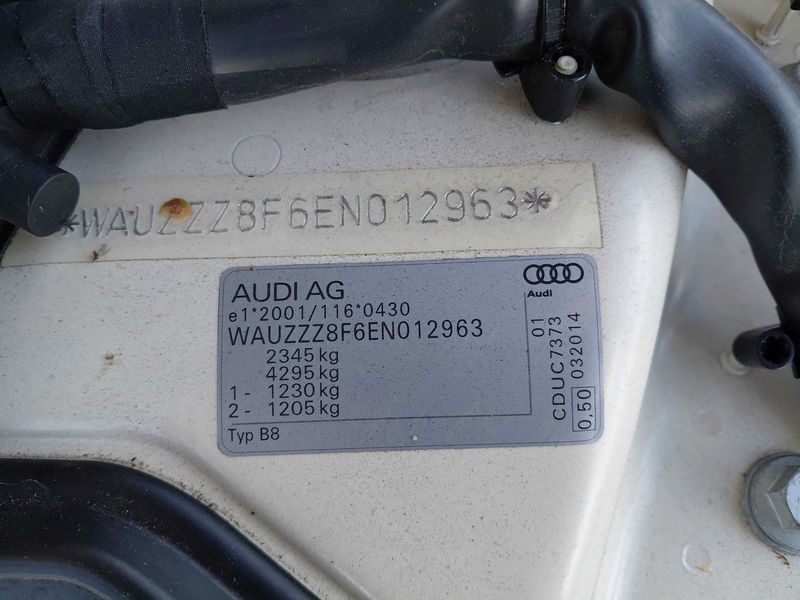 *WAUZZZ8F6EN012963*
AUDI AG
Audi
e1*2001/116*0430
WAUZZZ8F6EN012963
2345 kg
4295 kg
1 - 1230 kg
2 - 1205 kg
Typ B8
CDUC7373 01
0,50 032014